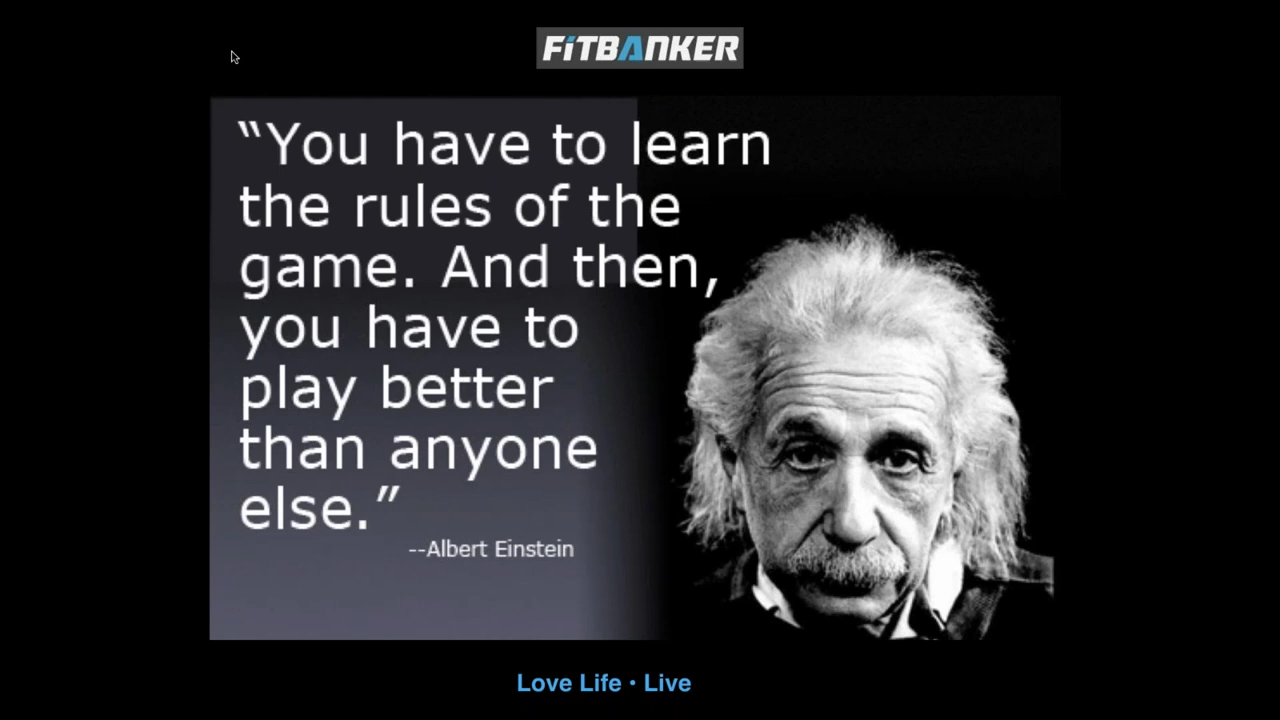 FiTBANKER
“You have to learn
the rules of the
game. And then,
you have to
play better
than anyone
else.”
--Albert Einstein
Love Life • Live